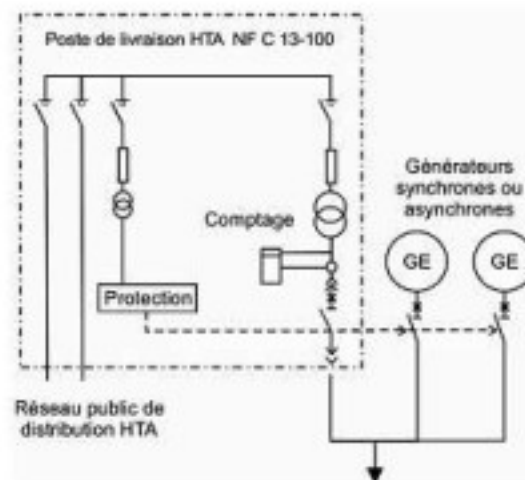 Poste de livraison HTA NF C 13-100
Générateurs
synchrones ou
asynchrones
Comptage
GE
GE
Protection
Réseau public de
distribution HTA